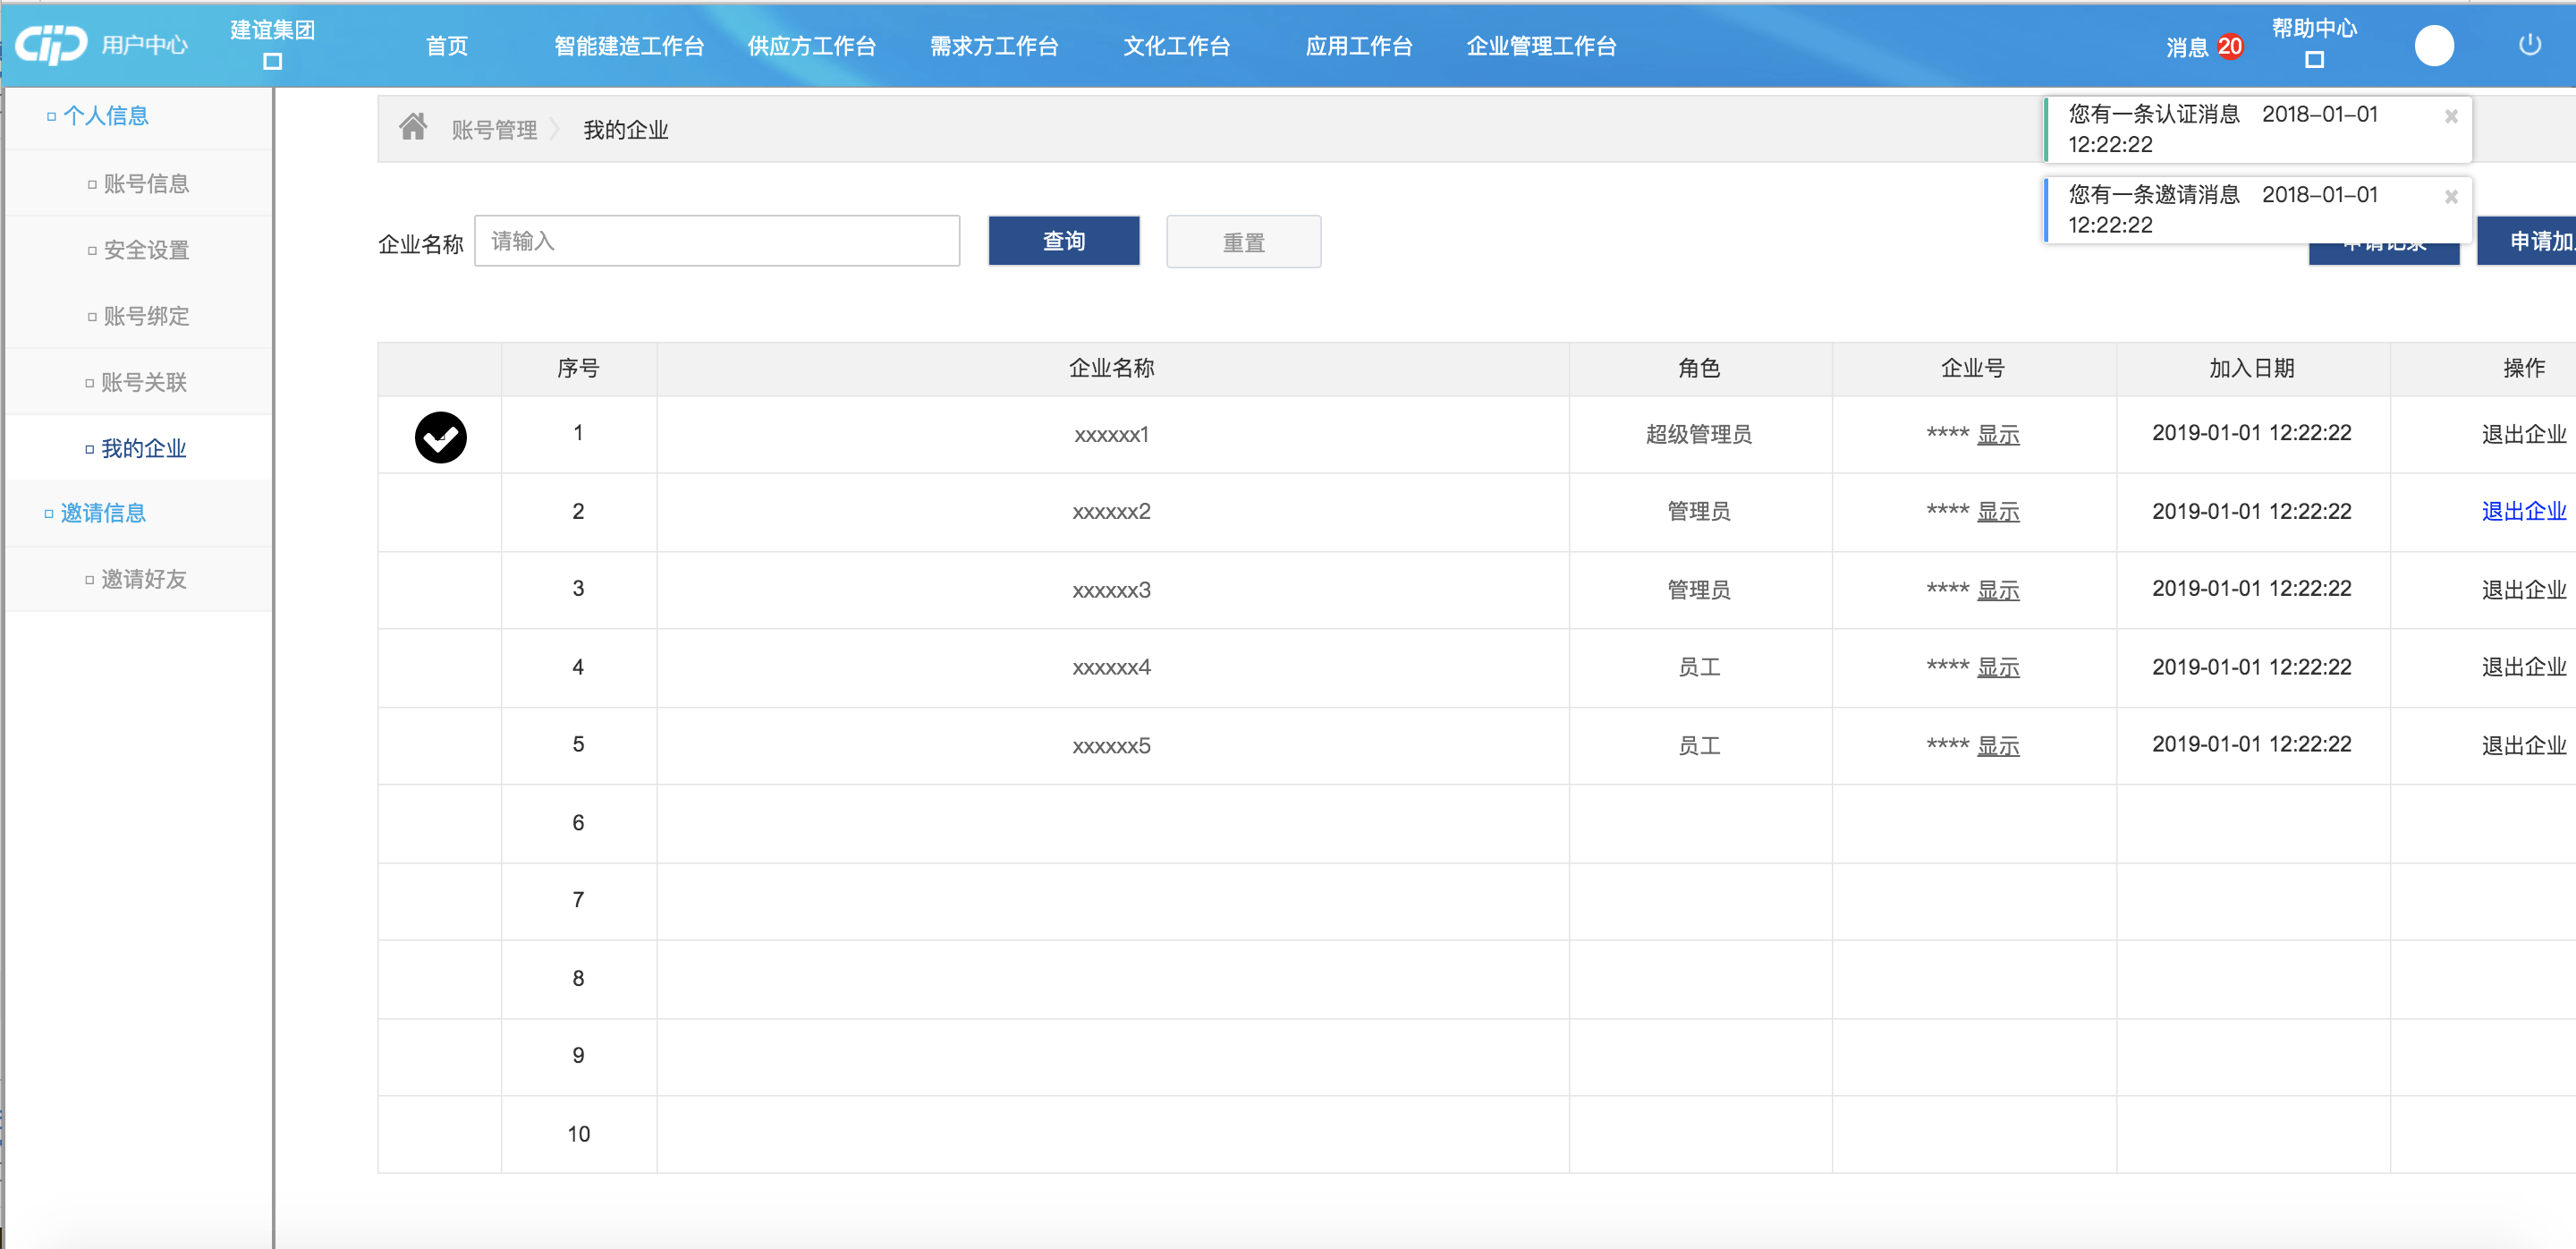 CIIP 用户中心
建谊集团
首页 智能建造工作台 供应方工作台 需求方工作台 文化工作台 应用工作台 企业管理工作台
消息 20
帮助中心
个人信息
账号信息
安全设置
账号绑定
账号关联
我的企业
邀请信息
邀请好友
账号管理 我的企业
您有一条认证消息 2018-01-01
12:22:22
您有一条邀请消息 2018-01-01
12:22:22
企业名称 请输入 查询 重置 申请记录 申请加
序号 企业名称 角色 企业号 加入日期 操作
1 xxxxxx1 超级管理员 **** 显示 2019-01-01 12:22:22 退出企业
2 xxxxxx2 管理员 **** 显示 2019-01-01 12:22:22 退出企业
3 xxxxxx3 管理员 **** 显示 2019-01-01 12:22:22 退出企业
4 xxxxxx4 员工 **** 显示 2019-01-01 12:22:22 退出企业
5 xxxxxx5 员工 **** 显示 2019-01-01 12:22:22 退出企业
6
7
8
9
10